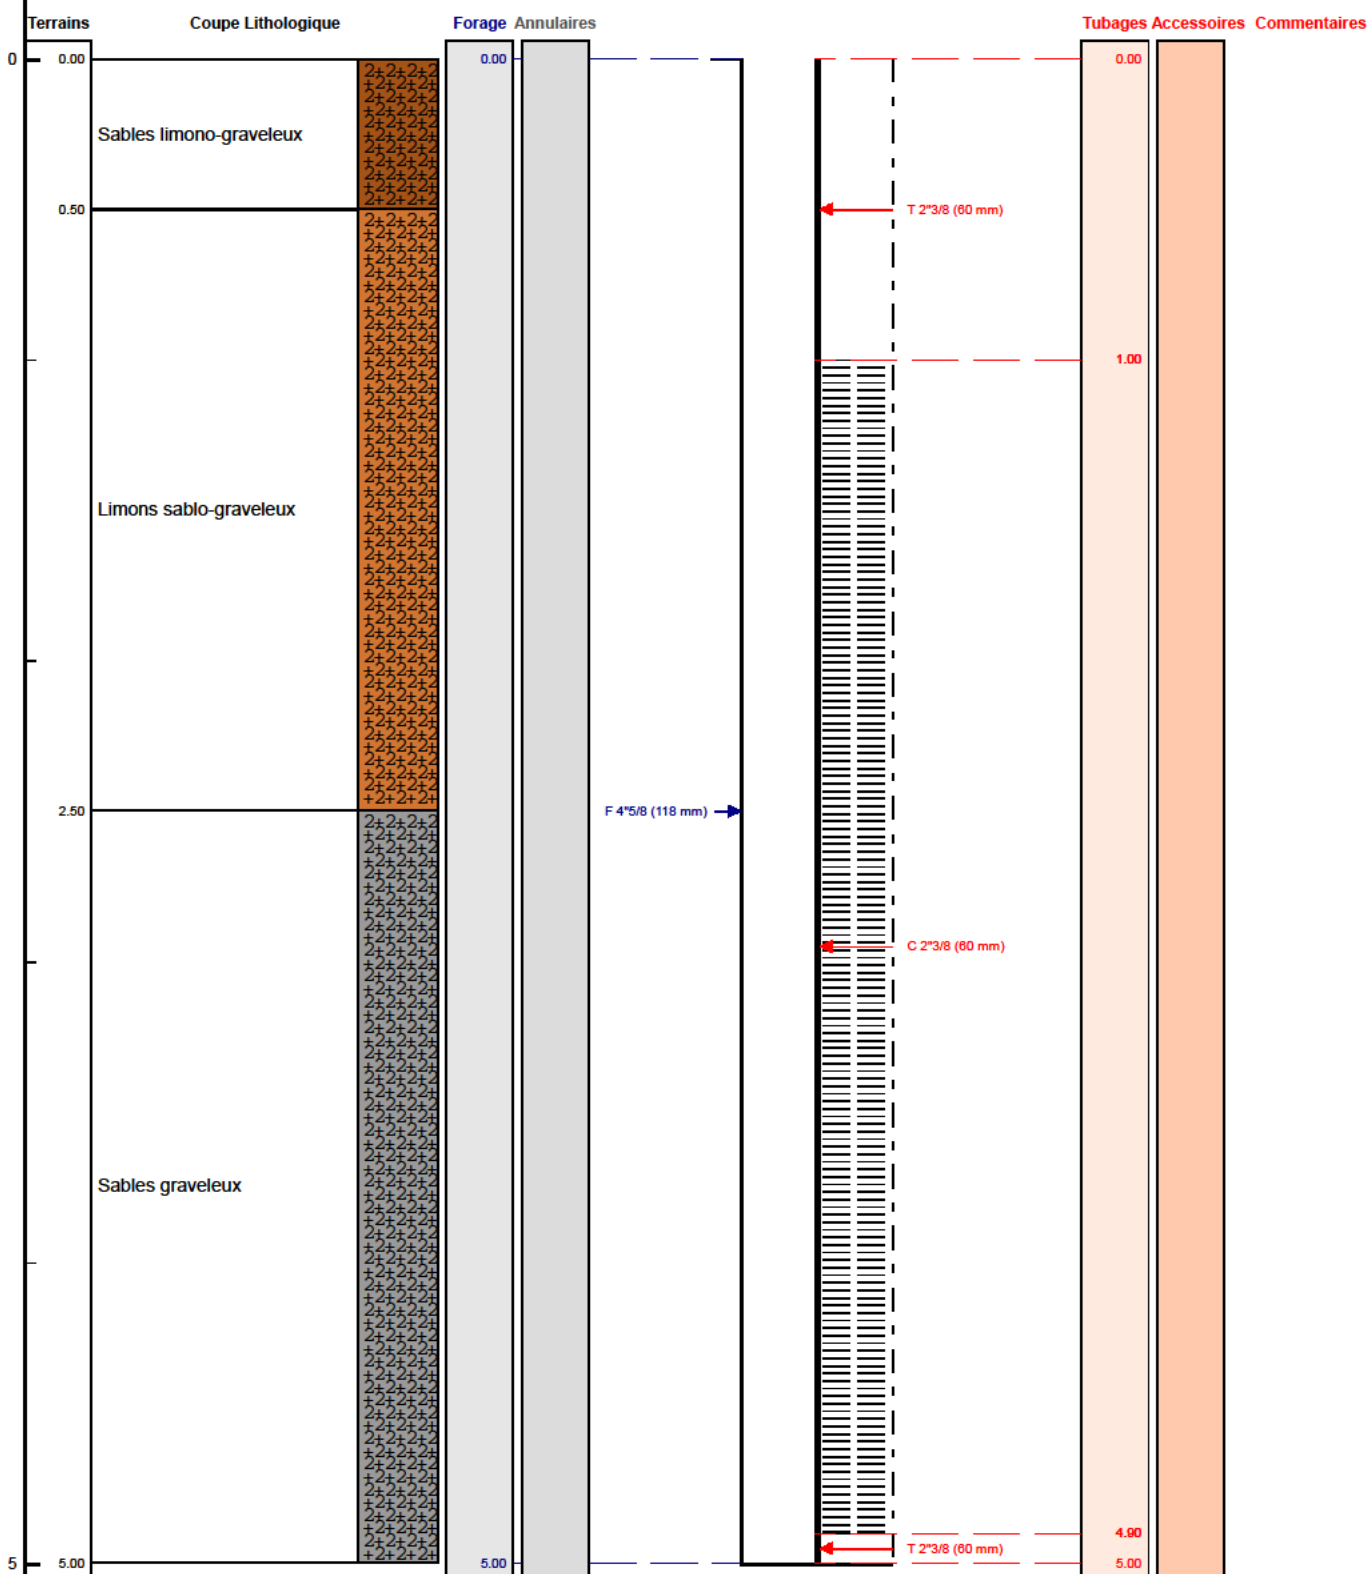 Terrains Coupe Lithologique Forage Annulaires Tubages Accessoires Commentaires
0 0.00 0.00 0.00
Sables limono-graveleux
0.50 T 2"3/8 (60 mm)
1.00
Limons sablo-graveleux
2.50 F 4"5/8 (118 mm)
C 2"3/8 (60 mm)
Sables graveleux
4.90
T 2"3/8 (60 mm)
5 5.00 5.00 5.00